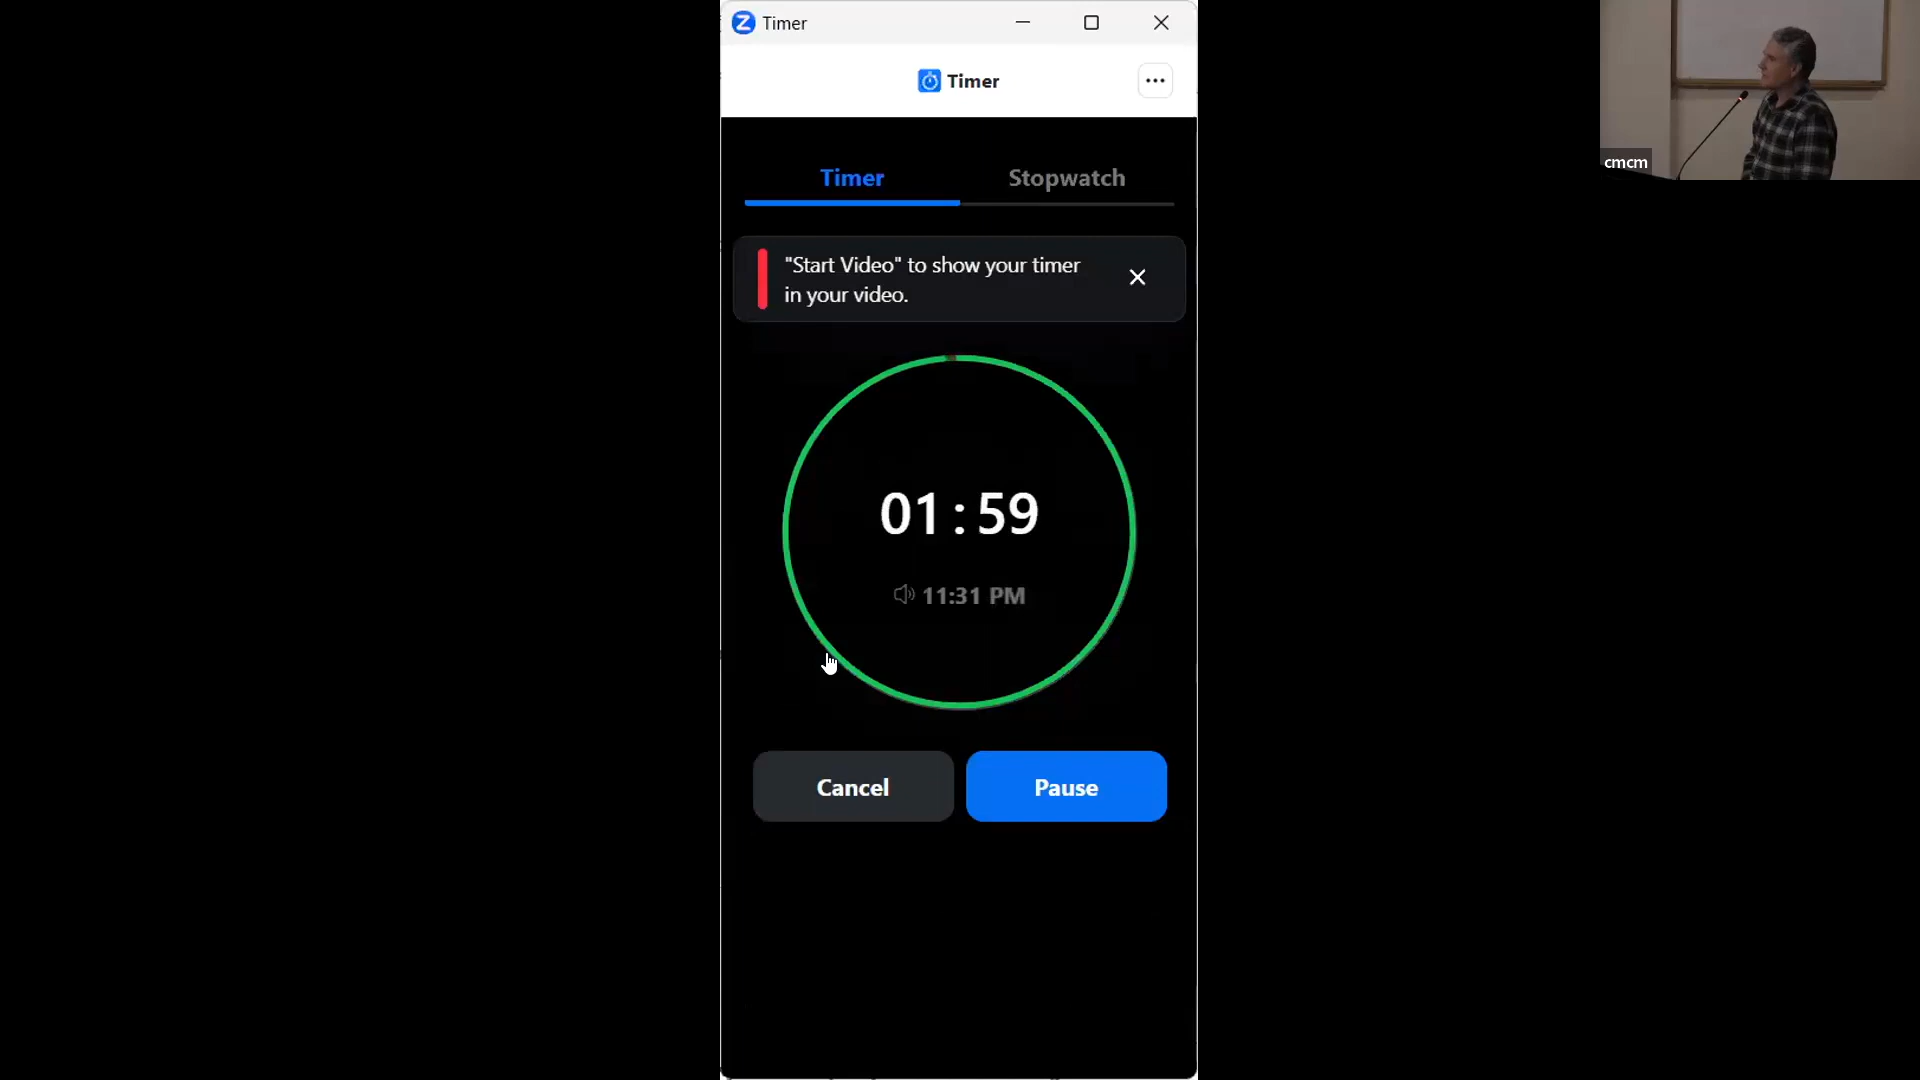 Timer
Timer
Timer
Stopwatch
"Start Video" to show your timer
in your video.
01:59
11:31 PM
Cancel
Pause
cmcm